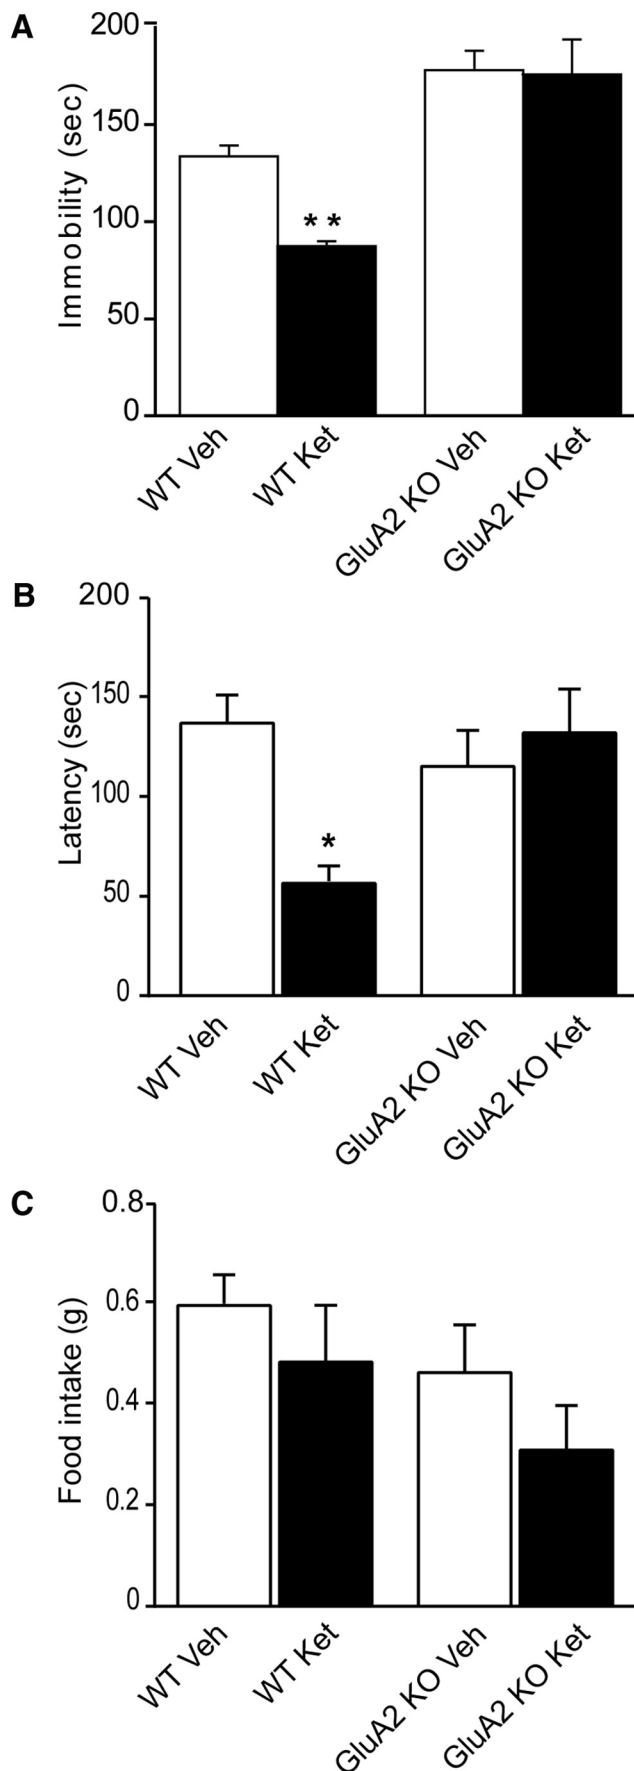 A
Immobility (sec)
200
150
100
50
0
* *
WT Veh
WT Ket
GluA2 KO Veh
GluA2 KO Ket
B
Latency (sec)
200
150
100
50
0
*
WT Veh
WT Ket
GluA2 KO Veh
GluA2 KO Ket
C
Food intake (g)
0.8
0.6
0.4
0.2
0
WT Veh
WT Ket
GluA2 KO Veh
GluA2 KO Ket